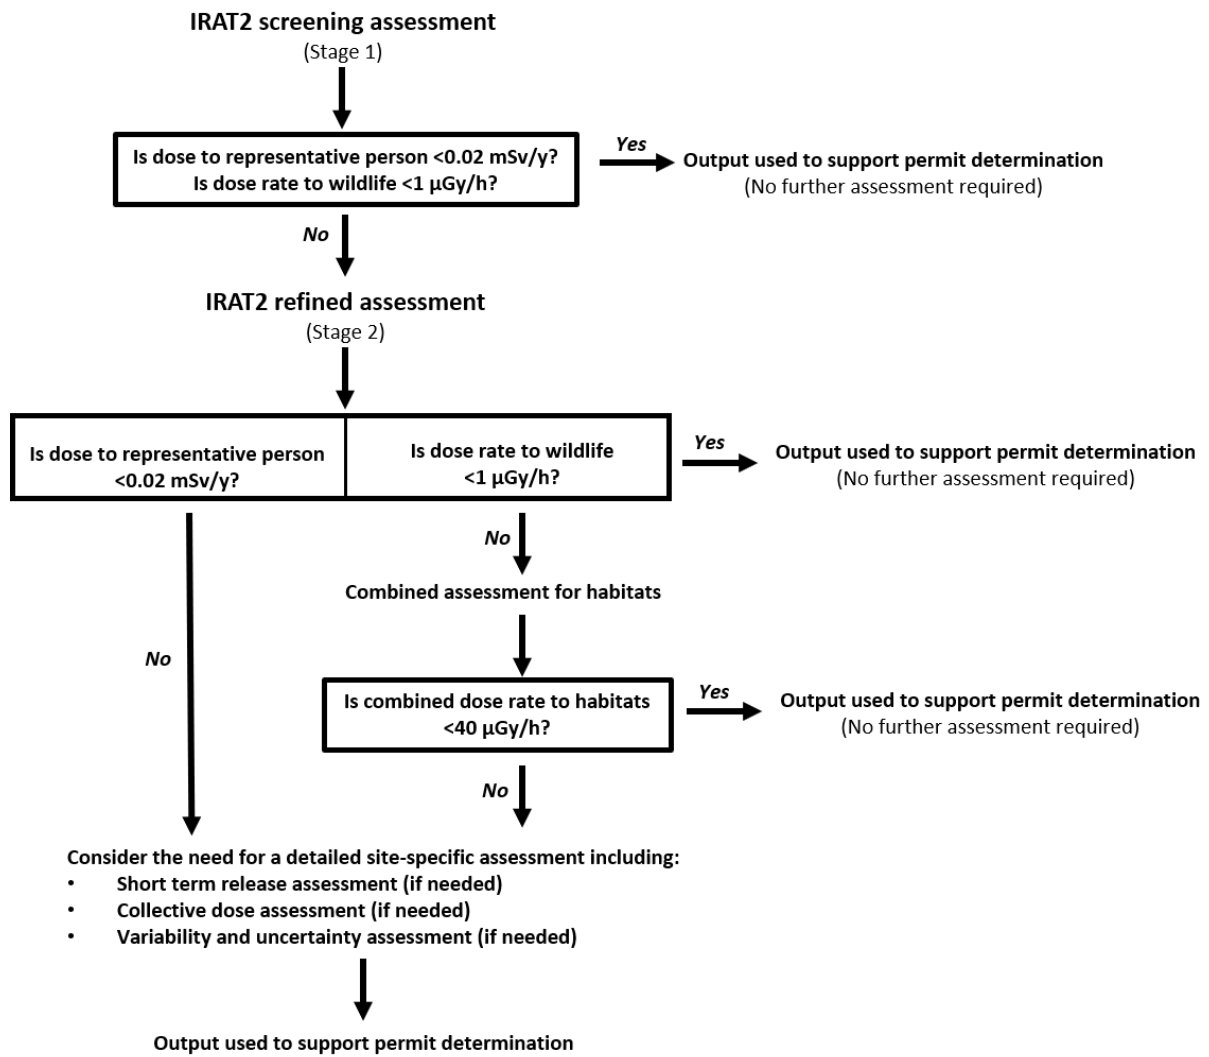 IRAT2 screening assessment
(Stage 1)
Is dose to representative person <0.02 mSv/y?
Is dose rate to wildlife <1 µGy/h?
Yes
Output used to support permit determination
(No further assessment required)
No
IRAT2 refined assessment
(Stage 2)
Is dose to representative person
<0.02 mSv/y?
Is dose rate to wildlife
<1 µGy/h?
Yes
Output used to support permit determination
(No further assessment required)
No
Combined assessment for habitats
No
Is combined dose rate to habitats
<40 µGy/h?
Yes
Output used to support permit determination
(No further assessment required)
No
Consider the need for a detailed site-specific assessment including:
• Short term release assessment (if needed)
• Collective dose assessment (if needed)
• Variability and uncertainty assessment (if needed)
Output used to support permit determination